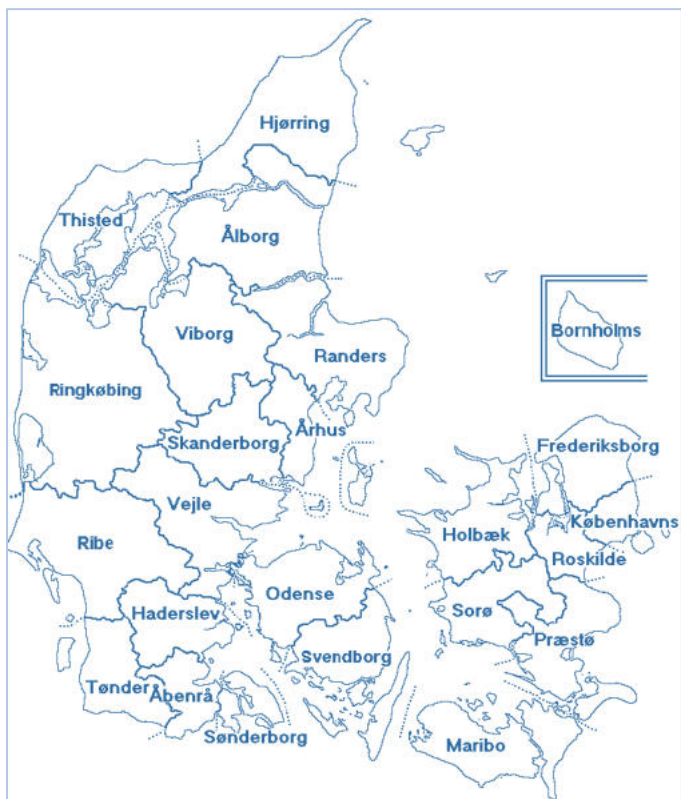 Hjørring
Thisted
Ålborg
Viborg
Bornholms
Randers
Ringkøbing
Århus
Skanderborg
Frederiksborg
Vejle
Københavns
Holbæk
Ribe
Roskilde
Odense
Haderslev
Sorø
Præstø
Svendborg
Tønder
Åbenrå
Sønderborg
Maribo